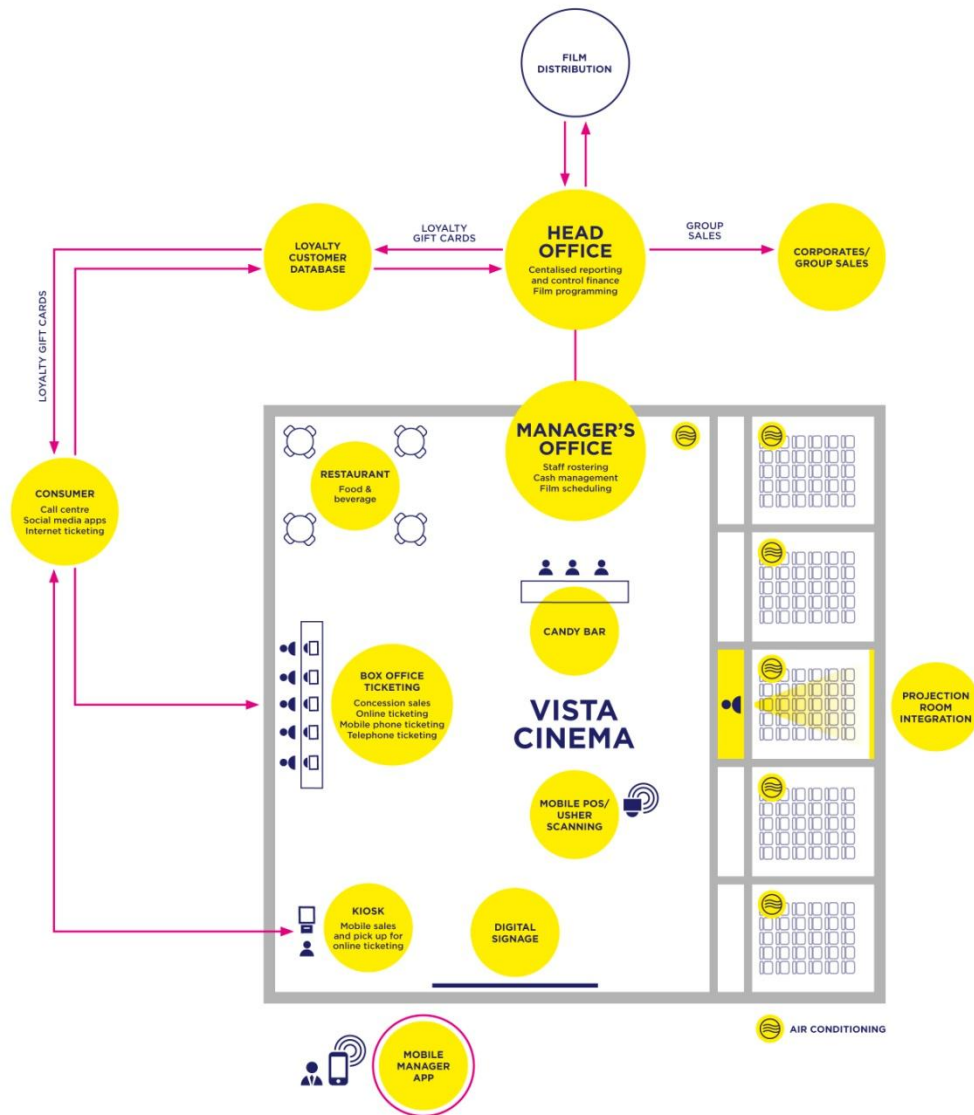 FILM
DISTRIBUTION
LOYALTY
CUSTOMER
DATABASE
LOYALTY
GIFT CARDS
HEAD
OFFICE
Centalised reporting
and control finance
Film programming
GROUP
SALES
CORPORATES/
GROUP SALES
LOYALTY GIFT CARDS
MANAGER'S
OFFICE
Staff rostering
Cash management
Film scheduling
RESTAURANT
Food &
beverage
CONSUMER
Call centre
Social media apps
Internet ticketing
CANDY BAR
BOX OFFICE
TICKETING
Concession sales
Online ticketing
Mobile phone ticketing
Telephone ticketing
VISTA
CINEMA
PROJECTION
ROOM
INTEGRATION
MOBILE POS/
USHER
SCANNING
KIOSK
Mobile sales
and pick up for
online ticketing
DIGITAL
SIGNAGE
AIR CONDITIONING
MOBILE
MANAGER
APP